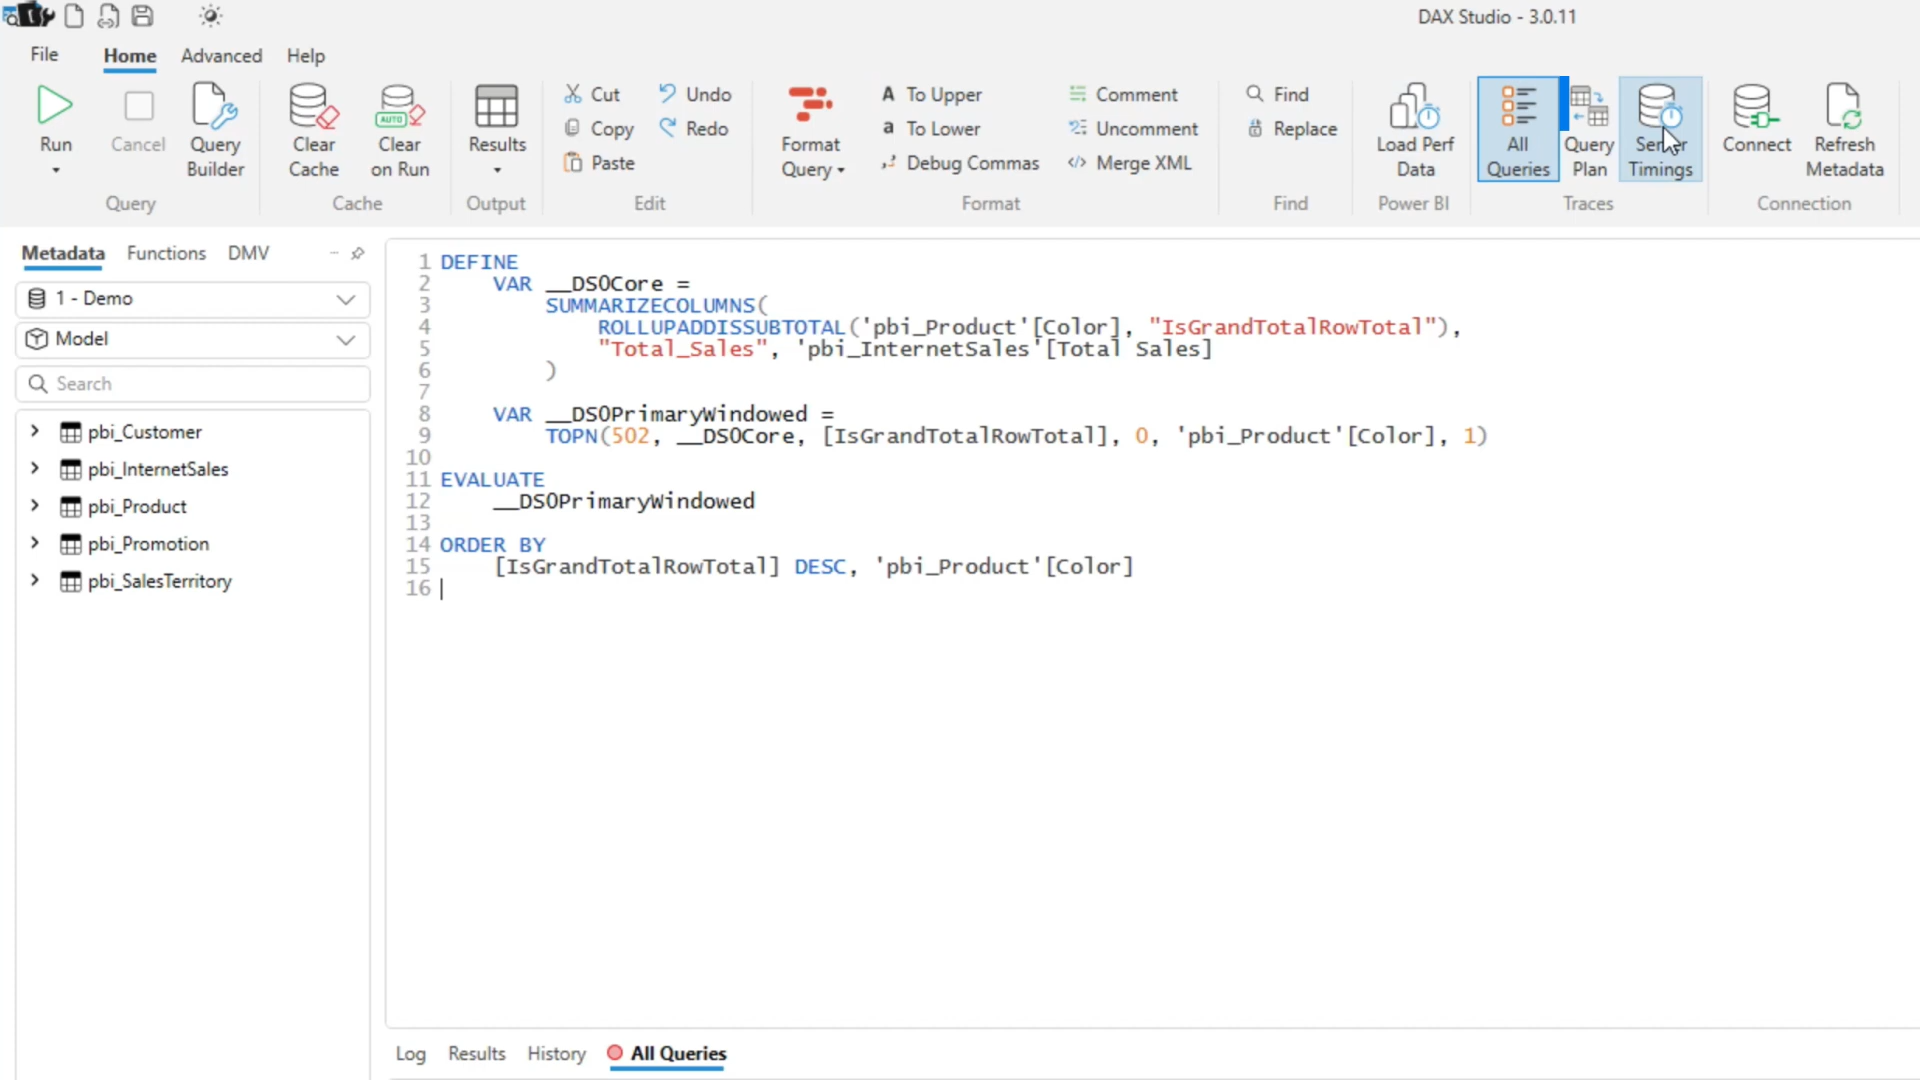 DAX Studio - 3.0.11
File Home Advanced Help
Run
Cancel
Query Builder
Query
Clear Cache
AUTO
Clear on Run
Cache
Results
Output
Cut
Undo
Copy
Redo
Paste
Edit
Format Query
A To Upper
a To Lower
Debug Commas
Comment
Uncomment
Merge XML
Format
Find
Replace
Find
Load Perf Data
Power BI
All Queries
Query Plan
Timings
Traces
Connect
Refresh Metadata
Connection
Metadata Functions DMV
1 - Demo
Model
Search
pbi_Customer
pbi_InternetSales
pbi_Product
pbi_Promotion
pbi_SalesTerritory
1 DEFINE
2 VAR __DS0Core =
3 SUMMARIZECOLUMNS(
4 ROLLUPADDISSUBTOTAL('pbi_Product'[Color], "IsGrandTotalRowTotal"),
5 "Total_Sales", 'pbi_InternetSales'[Total Sales]
6 )
7
8 VAR __DS0PrimaryWindowed =
9 TOPN(502, __DS0Core, [IsGrandTotalRowTotal], 0, 'pbi_Product'[Color], 1)
10
11 EVALUATE
12 __DS0PrimaryWindowed
13
14 ORDER BY
15 [IsGrandTotalRowTotal] DESC, 'pbi_Product'[Color]
16
Log Results History All Queries